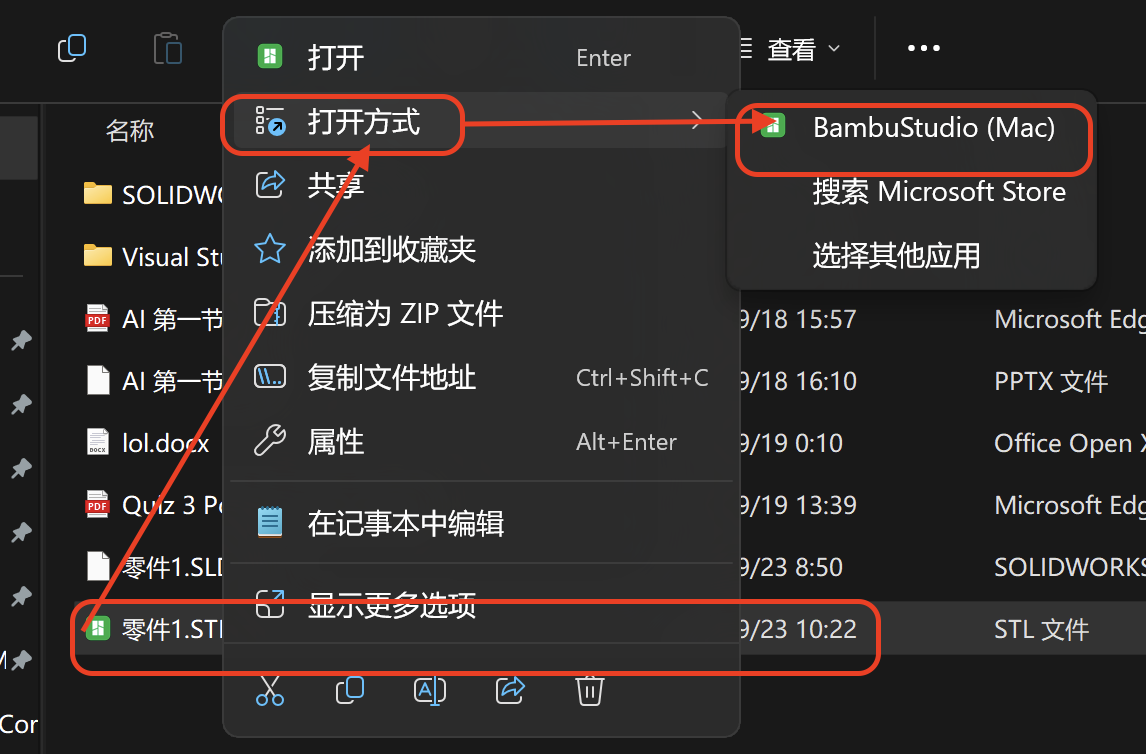 查看
打开 Enter
打开方式
共享
添加到收藏夹
压缩为 ZIP 文件
复制文件地址 Ctrl+Shift+C
属性 Alt+Enter
在记事本中编辑
显示更多选项
BambuStudio (Mac)
搜索 Microsoft Store
选择其他应用
名称
SOLIDW
Visual St
AI 第一节 9/18 15:57 Microsoft Edg
AI 第一节 9/18 16:10 PPTX 文件
lol.docx 9/19 0:10 Office Open X
Quiz 3 Po 9/19 13:39 Microsoft Edg
零件1.SLD 9/23 8:50 SOLIDWORKS
零件1.STL 9/23 10:22 STL 文件
Cor